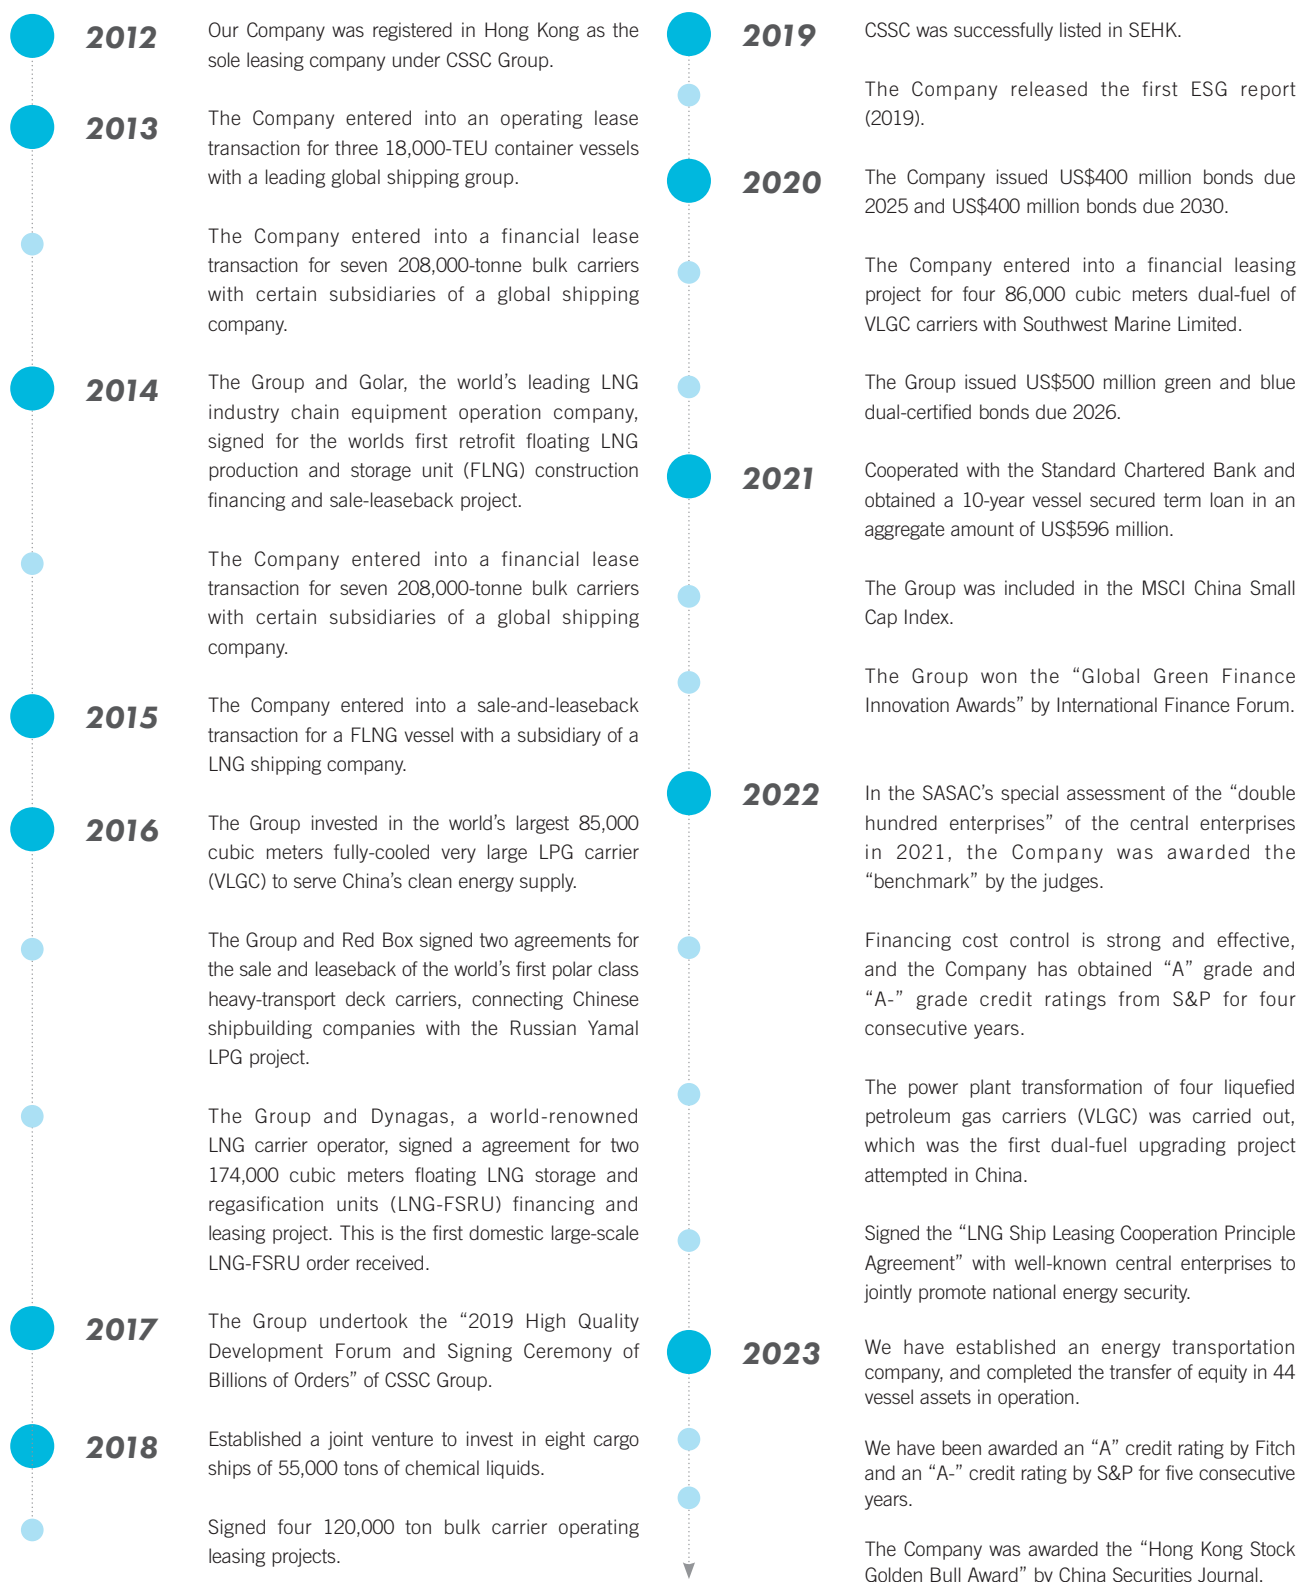 2012
Our Company was registered in Hong Kong as the
sole leasing company under CSSC Group.
2013
The Company entered into an operating lease
transaction for three 18,000-TEU container vessels
with a leading global shipping group.
The Company entered into a financial lease
transaction for seven 208,000-tonne bulk carriers
with certain subsidiaries of a global shipping
company.
2014
The Group and Golar, the world’s leading LNG
industry chain equipment operation company,
signed for the worlds first retrofit floating LNG
production and storage unit (FLNG) construction
financing and sale-leaseback project.
The Company entered into a financial lease
transaction for seven 208,000-tonne bulk carriers
with certain subsidiaries of a global shipping
company.
2015
The Company entered into a sale-and-leaseback
transaction for a FLNG vessel with a subsidiary of a
LNG shipping company.
2016
The Group invested in the world’s largest 85,000
cubic meters fully-cooled very large LPG carrier
(VLGC) to serve China’s clean energy supply.
The Group and Red Box signed two agreements for
the sale and leaseback of the world’s first polar class
heavy-transport deck carriers, connecting Chinese
shipbuilding companies with the Russian Yamal
LPG project.
The Group and Dynagas, a world-renowned
LNG carrier operator, signed a agreement for two
174,000 cubic meters floating LNG storage and
regasification units (LNG-FSRU) financing and
leasing project. This is the first domestic large-scale
LNG-FSRU order received.
2017
The Group undertook the “2019 High Quality
Development Forum and Signing Ceremony of
Billions of Orders” of CSSC Group.
2018
Established a joint venture to invest in eight cargo
ships of 55,000 tons of chemical liquids.
Signed four 120,000 ton bulk carrier operating
leasing projects.
2019
CSSC was successfully listed in SEHK.
The Company released the first ESG report
(2019).
2020
The Company issued US$400 million bonds due
2025 and US$400 million bonds due 2030.
The Company entered into a financial leasing
project for four 86,000 cubic meters dual-fuel of
VLGC carriers with Southwest Marine Limited.
The Group issued US$500 million green and blue
dual-certified bonds due 2026.
2021
Cooperated with the Standard Chartered Bank and
obtained a 10-year vessel secured term loan in an
aggregate amount of US$596 million.
The Group was included in the MSCI China Small
Cap Index.
The Group won the “Global Green Finance
Innovation Awards” by International Finance Forum.
2022
In the SASAC’s special assessment of the “double
hundred enterprises” of the central enterprises
in 2021, the Company was awarded the
“benchmark” by the judges.
Financing cost control is strong and effective,
and the Company has obtained “A” grade and
“A-” grade credit ratings from S&P for four
consecutive years.
The power plant transformation of four liquefied
petroleum gas carriers (VLGC) was carried out,
which was the first dual-fuel upgrading project
attempted in China.
Signed the “LNG Ship Leasing Cooperation Principle
Agreement” with well-known central enterprises to
jointly promote national energy security.
2023
We have established an energy transportation
company, and completed the transfer of equity in 44
vessel assets in operation.
We have been awarded an “A” credit rating by Fitch
and an “A-” credit rating by S&P for five consecutive
years.
The Company was awarded the “Hong Kong Stock
Golden Bull Award” by China Securities Journal.